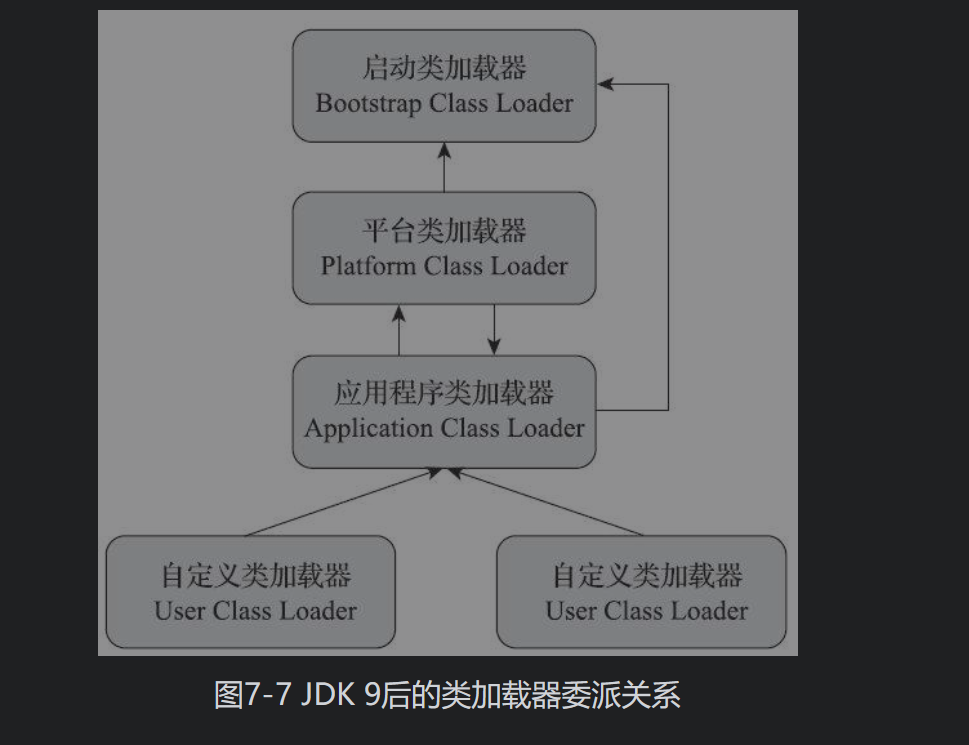 启动类加载器
Bootstrap Class Loader
平台类加载器
Platform Class Loader
应用程序类加载器
Application Class Loader
自定义类加载器
User Class Loader
自定义类加载器
User Class Loader
图7-7 JDK 9后的类加载器委派关系